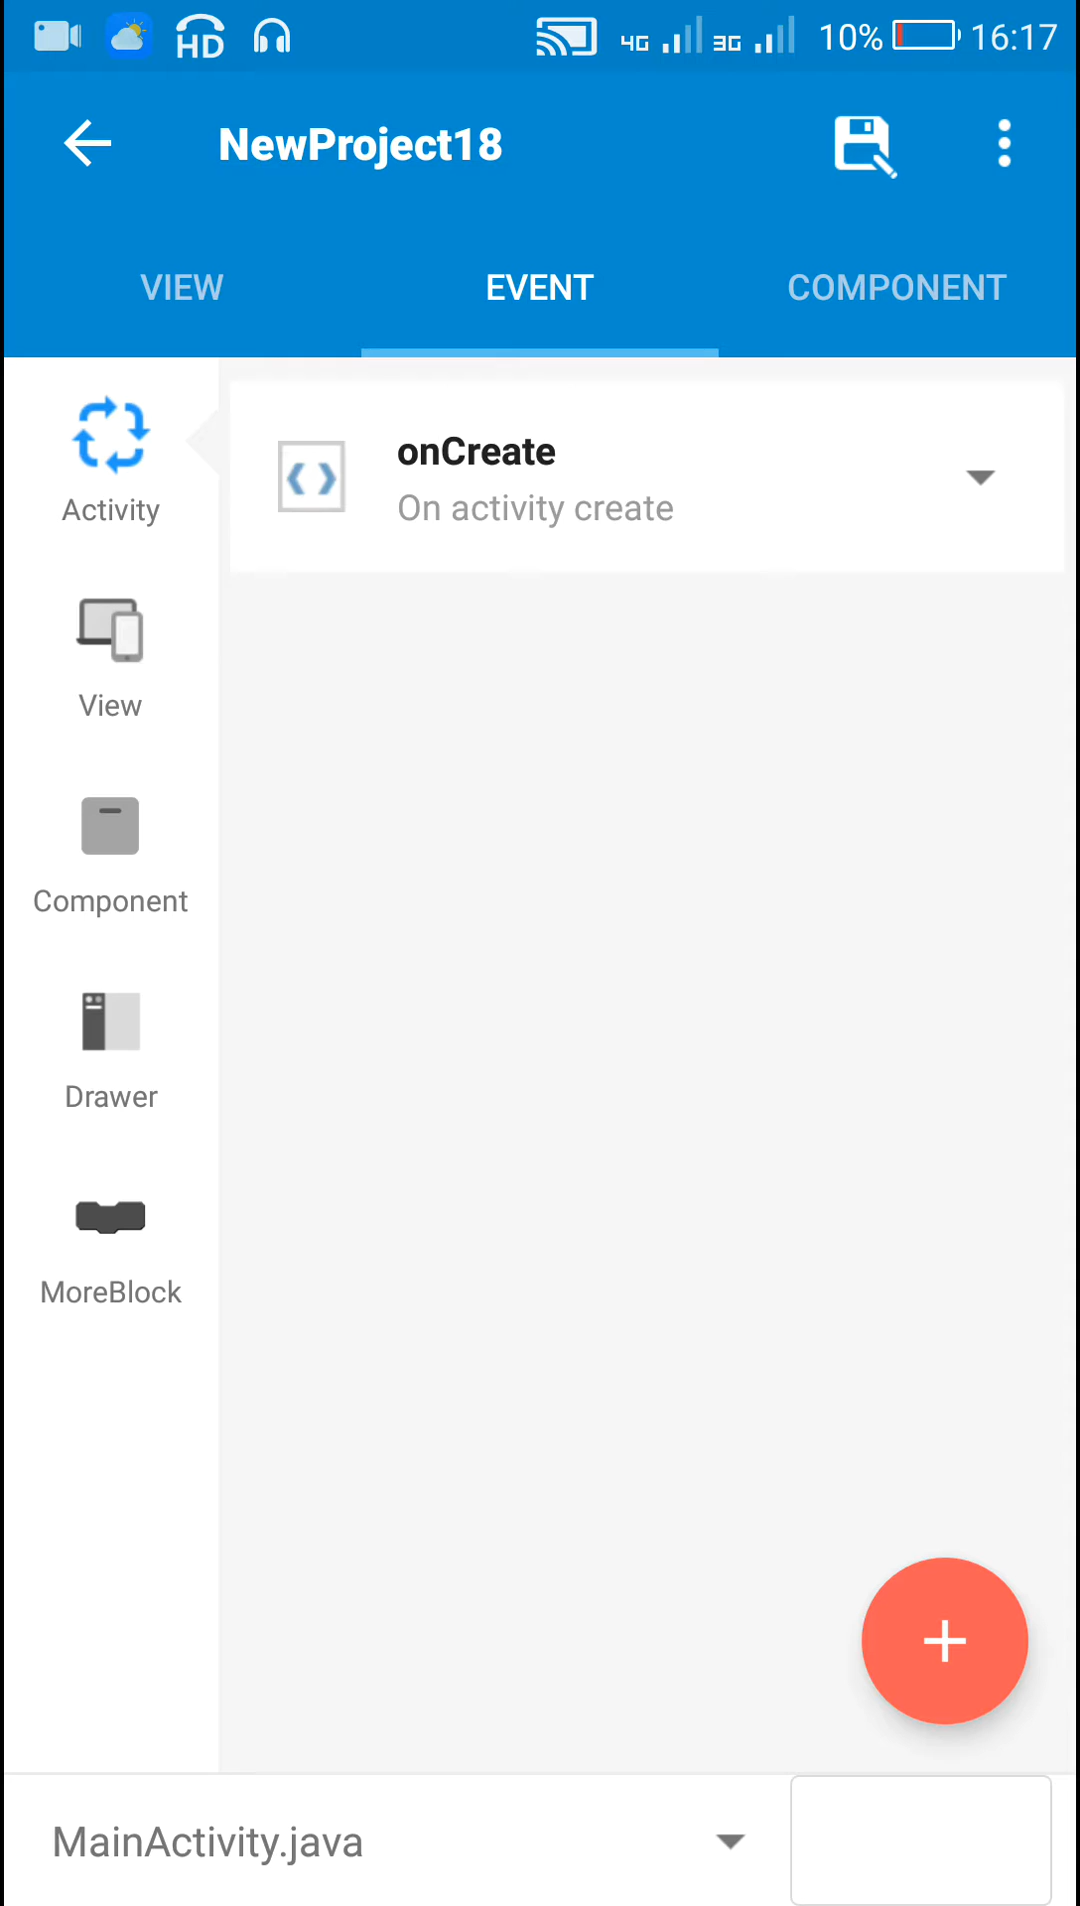 HD 4G 3G 10% 16:17
NewProject18
VIEW EVENT COMPONENT
Activity
onCreate
On activity create
View
Component
Drawer
MoreBlock
MainActivity.java